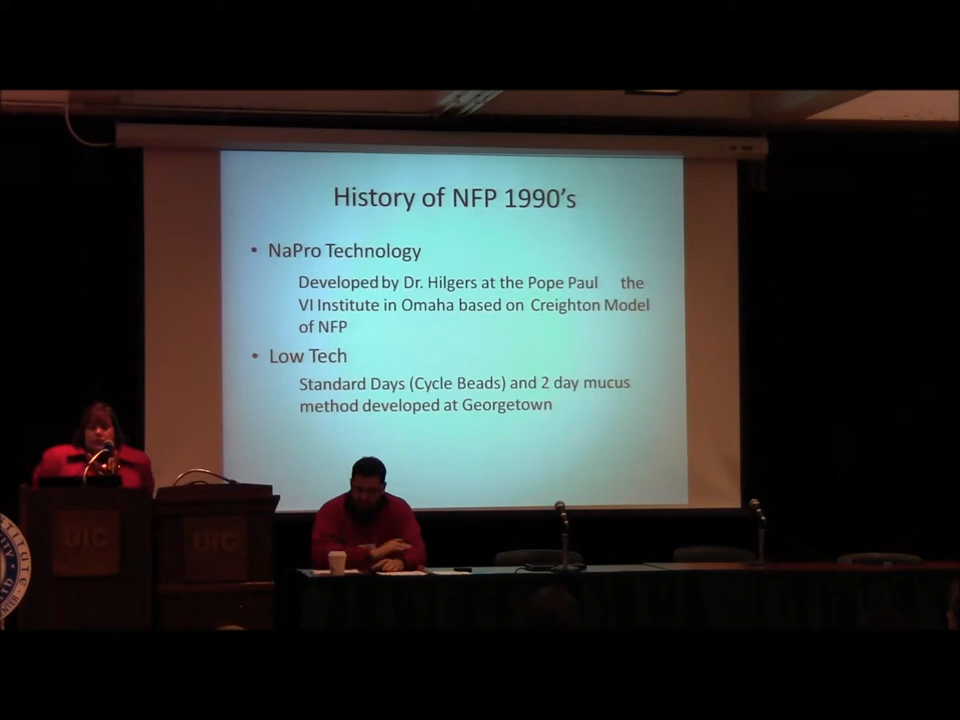 History of NFP 1990's
• NaPro Technology
Developed by Dr. Hilgers at the Pope Paul the
VI Institute in Omaha based on Creighton Model
of NFP
• Low Tech
Standard Days (Cycle Beads) and 2 day mucus
method developed at Georgetown
UIC
UIC